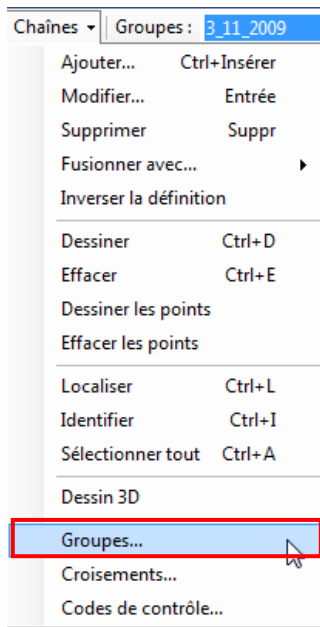 Chaînes Groupes : 3_11_2009
Ajouter... Ctrl+Insérer
Modifier... Entrée
Supprimer Suppr
Fusionner avec...
Inverser la définition
Dessiner Ctrl+D
Effacer Ctrl+E
Dessiner les points
Effacer les points
Localiser Ctrl+L
Identifier Ctrl+I
Sélectionner tout Ctrl+A
Dessin 3D
Groupes...
Croisements...
Codes de contrôle...